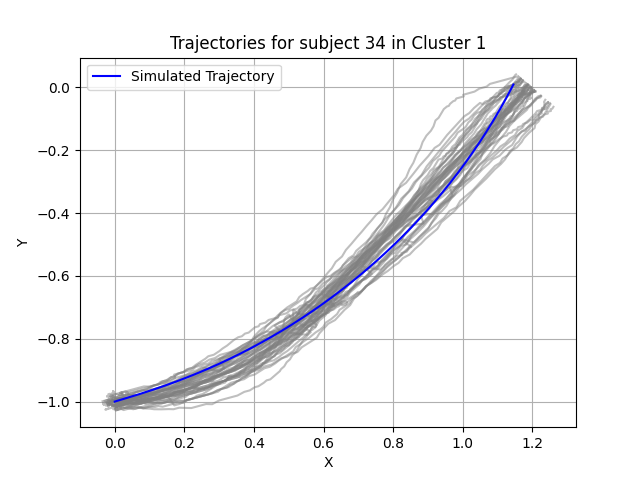 Trajectories for subject 34 in Cluster 1
Simulated Trajectory
0.0
−0.2
−0.4
−0.6
−0.8
−1.0
Y
0.0 0.2 0.4 0.6 0.8 1.0 1.2
X